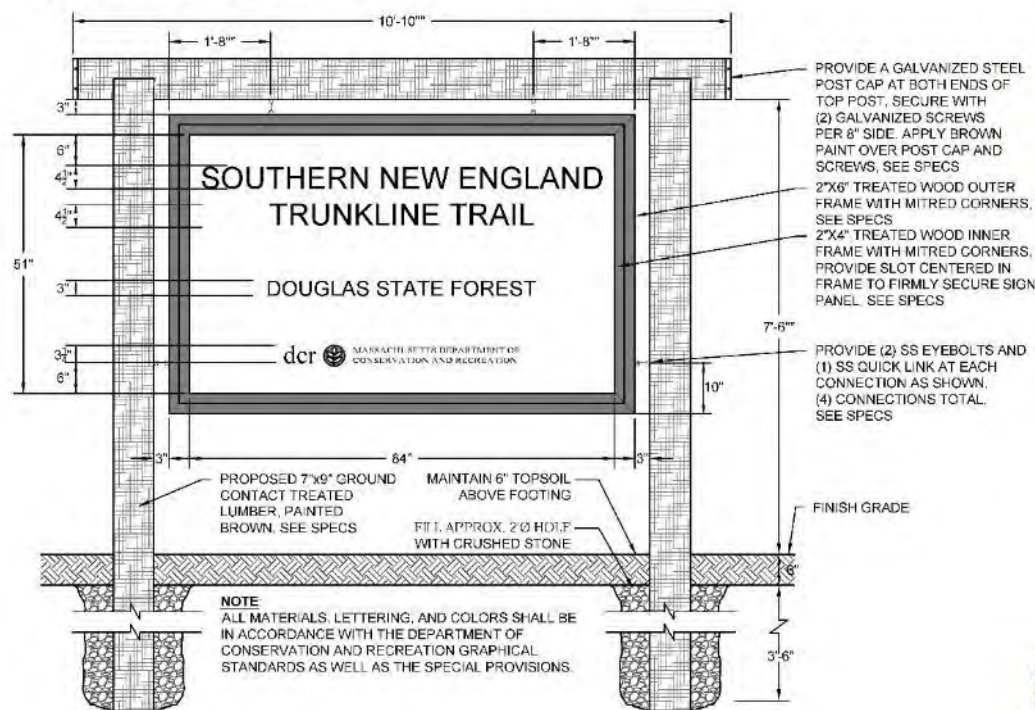 10'-10""
1'-8""
1'-8""
3"
6"
4½"
4½"
51"
3"
3½"
6"
SOUTHERN NEW ENGLAND
TRUNKLINE TRAIL
DOUGLAS STATE FOREST
dcr
MASSACHUSETTS DEPARTMENT OF
CONSERVATION AND RECREATION
3"
84"
3"
10"
7'-6""
PROVIDE A GALVANIZED STEEL
POST CAP AT BOTH ENDS OF
TOP POST, SECURE WITH
(2) GALVANIZED SCREWS
PER 8" SIDE. APPLY BROWN
PAINT OVER POST CAP AND
SCREWS, SEE SPECS
2"X6" TREATED WOOD OUTER
FRAME WITH MITRED CORNERS,
SEE SPECS
2"X4" TREATED WOOD INNER
FRAME WITH MITRED CORNERS,
PROVIDE SLOT CENTERED IN
FRAME TO FIRMLY SECURE SIGN
PANEL, SEE SPECS
PROVIDE (2) SS EYEBOLTS AND
(1) SS QUICK LINK AT EACH
CONNECTION AS SHOWN,
(4) CONNECTIONS TOTAL,
SEE SPECS
PROPOSED 7"x9" GROUND
CONTACT TREATED
LUMBER, PAINTED
BROWN. SEE SPECS
MAINTAIN 6" TOPSOIL
ABOVE FOOTING
FILL APPROX. 2'Ø HOLE
WITH CRUSHED STONE
FINISH GRADE
6"
3'-6"
NOTE
ALL MATERIALS, LETTERING, AND COLORS SHALL BE
IN ACCORDANCE WITH THE DEPARTMENT OF
CONSERVATION AND RECREATION GRAPHICAL
STANDARDS AS WELL AS THE SPECIAL PROVISIONS.